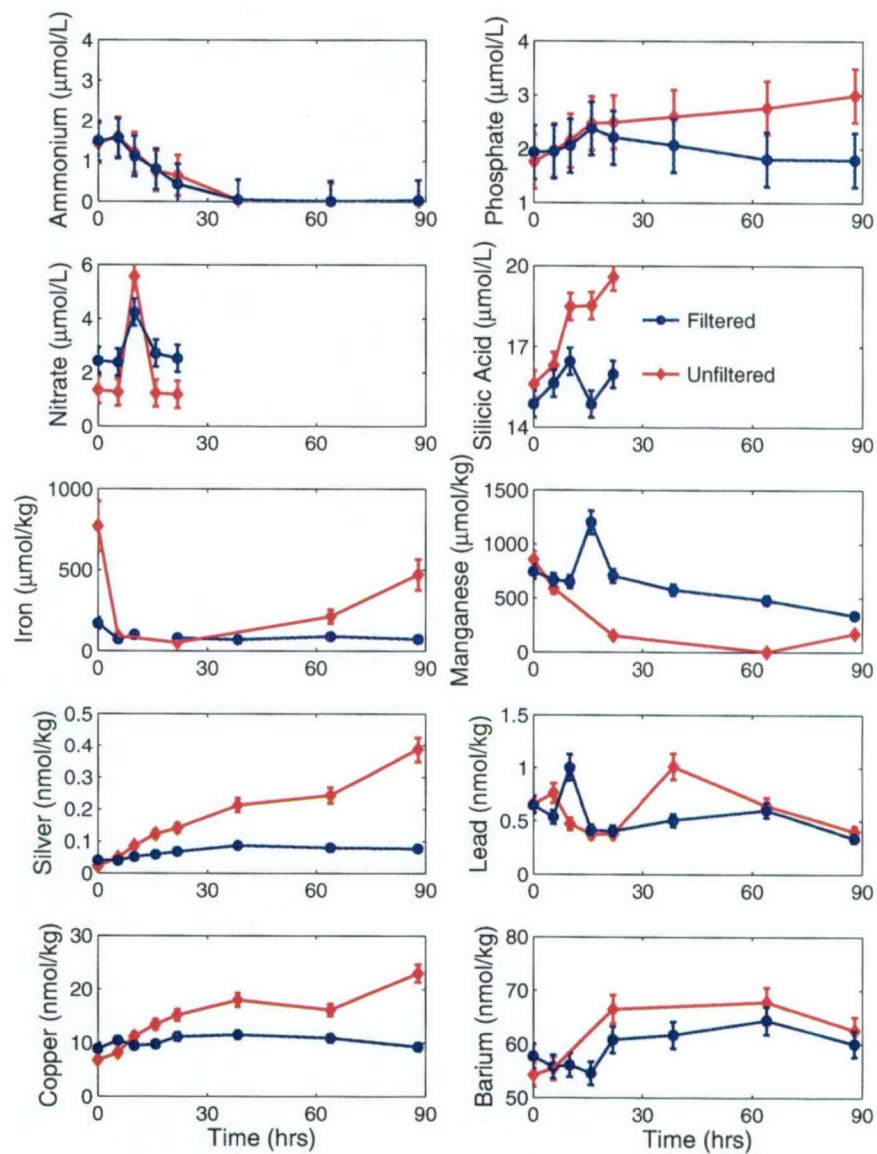 Ammonium (μmol/L)
4
3
2
1
0
0 30 60 90
Phosphate (μmol/L)
4
3
2
1
0 30 60 90
Nitrate (μmol/L)
6
4
2
0
0 30 60 90
Silicic Acid (μmol/L)
20
17
14
0 30 60 90
Filtered
Unfiltered
Iron (μmol/kg)
1000
500
0
0 30 60 90
Manganese (μmol/kg)
1500
1000
500
0
0 30 60 90
Silver (nmol/kg)
0.5
0.4
0.3
0.2
0.1
0
0 30 60 90
Lead (nmol/kg)
1.5
1
0.5
0
0 30 60 90
Copper (nmol/kg)
30
20
10
0
0 30 60 90
Time (hrs)
Barium (nmol/kg)
80
70
60
50
0 30 60 90
Time (hrs)